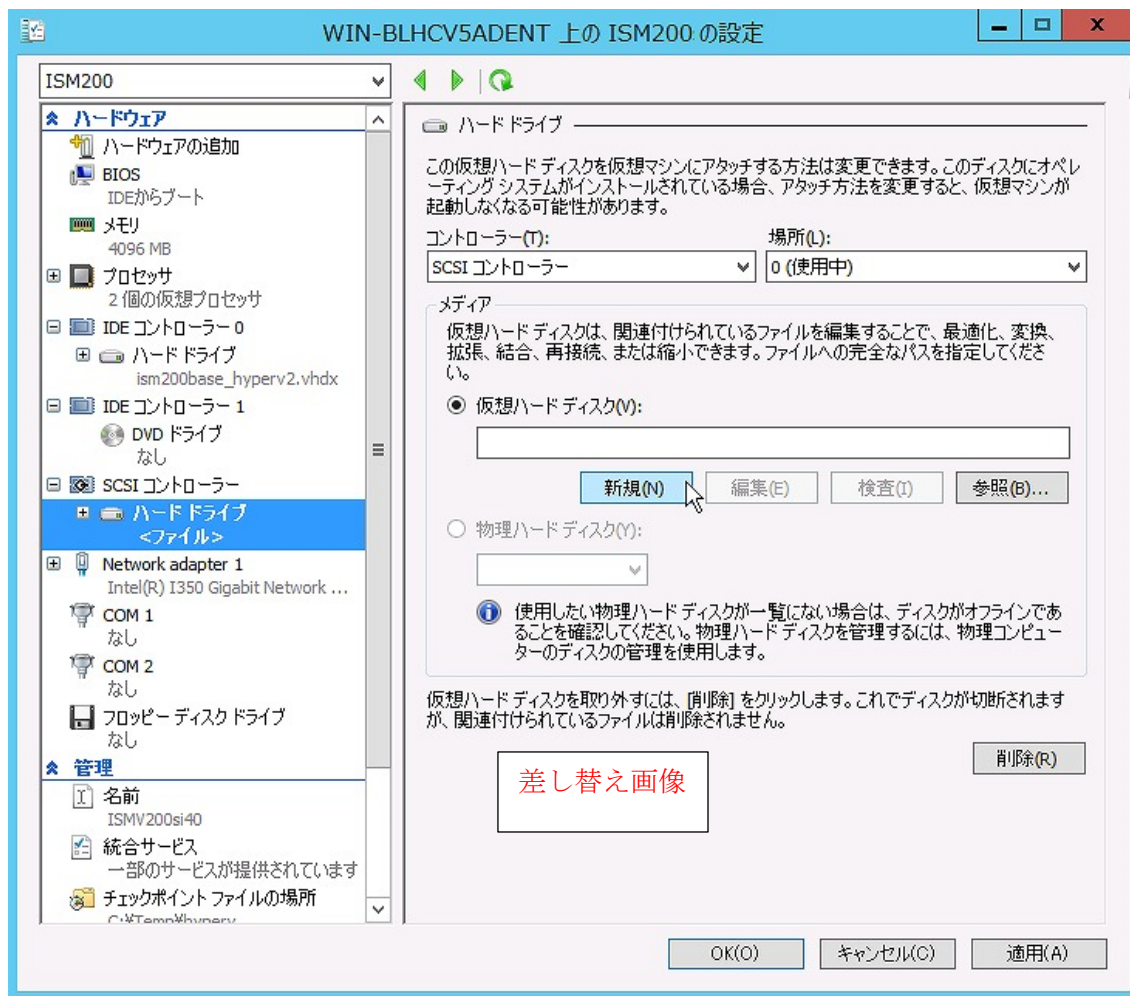 WIN-BLHCV5ADENT 上の ISM200 の設定
ISM200
ハードウェア
ハードウェアの追加
BIOS
IDEからブート
メモリ
4096 MB
プロセッサ
2 個の仮想プロセッサ
IDE コントローラー 0
ハード ドライブ
ism200base_hyperv2.vhdx
IDE コントローラー 1
DVD ドライブ
なし
SCSI コントローラー
ハード ドライブ
<ファイル>
Network adapter 1
Intel(R) I350 Gigabit Network ...
COM 1
なし
COM 2
なし
フロッピー ディスク ドライブ
なし
管理
名前
ISMV200si40
統合サービス
一部のサービスが提供されています
チェックポイント ファイルの場所
C:¥Temp¥hyperv
ハード ドライブ
この仮想ハード ディスクを仮想マシンにアタッチする方法は変更できます。このディスクにオペレ
ーティング システムがインストールされている場合、アタッチ方法を変更すると、仮想マシンが
起動しなくなる可能性があります。
コントローラー(T):
場所(L):
SCSI コントローラー
0 (使用中)
メディア
仮想ハード ディスクは、関連付けられているファイルを編集することで、最適化、変換、
拡張、結合、再接続、または縮小できます。ファイルへの完全なパスを指定してくださ
い。
仮想ハード ディスク(V):
新規(N)
編集(E)
検査(I)
参照(B)...
物理ハード ディスク(Y):
使用したい物理ハード ディスクが一覧にない場合は、ディスクがオフラインであ
ることを確認してください。物理ハード ディスクを管理するには、物理コンピュー
ターのディスクの管理を使用します。
仮想ハード ディスクを取り外すには、[削除] をクリックします。これでディスクが切断されます
が、関連付けられているファイルは削除されません。
削除(R)
差し替え画像
OK(O)
キャンセル(C)
適用(A)